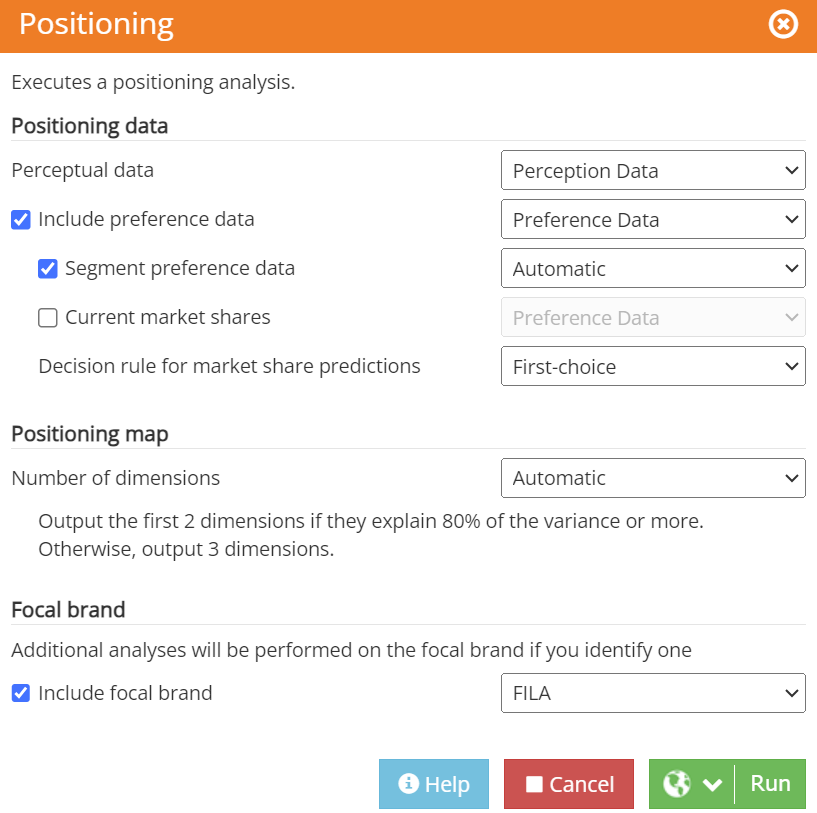 Positioning
Executes a positioning analysis.
Positioning data
Perceptual data Perception Data
Include preference data Preference Data
Segment preference data Automatic
Current market shares Preference Data
Decision rule for market share predictions First-choice
Positioning map
Number of dimensions Automatic
Output the first 2 dimensions if they explain 80% of the variance or more.
Otherwise, output 3 dimensions.
Focal brand
Additional analyses will be performed on the focal brand if you identify one
Include focal brand FILA
Help Cancel Run